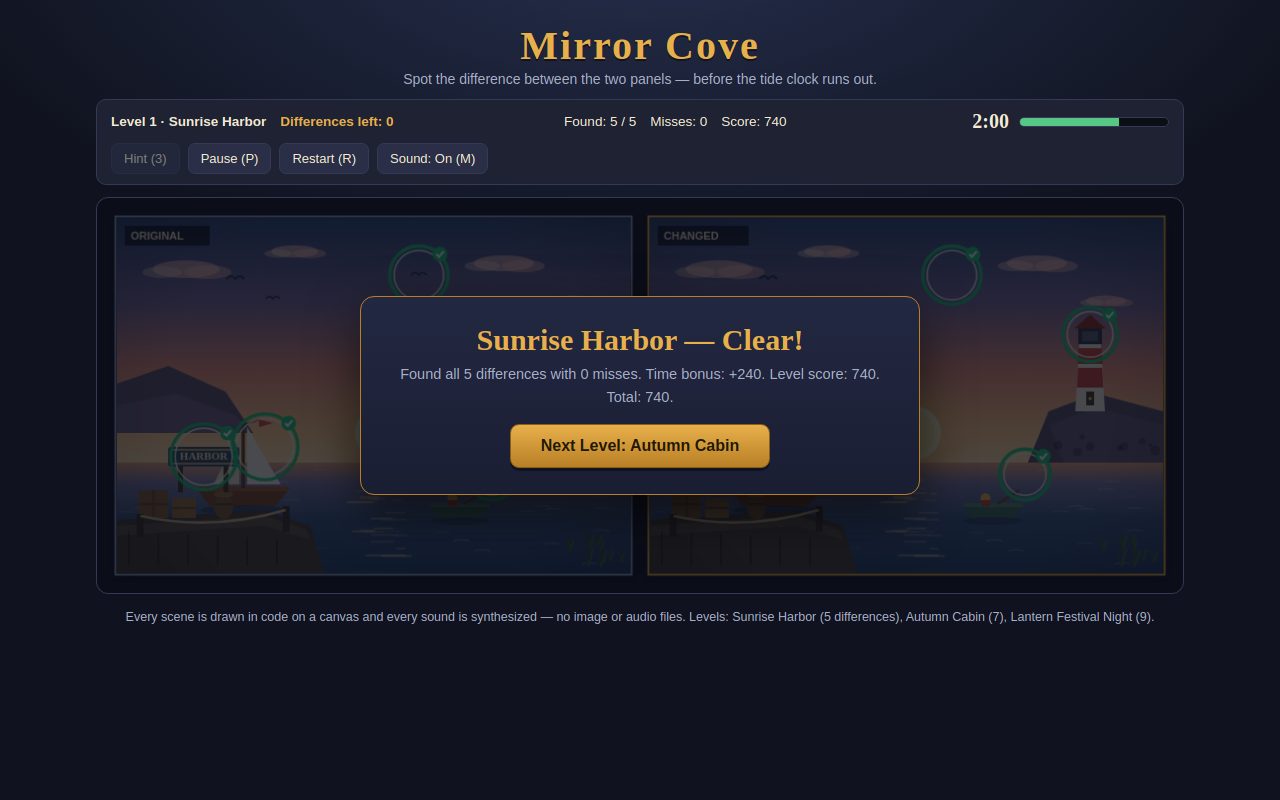 Mirror Cove
Spot the difference between the two panels — before the tide clock runs out.
Level 1 · Sunrise Harbor Differences left: 0 Found: 5 / 5 Misses: 0 Score: 740 2:00
Hint (3) Pause (P) Restart (R) Sound: On (M)
ORIGINAL CHANGED
Sunrise Harbor — Clear!
Found all 5 differences with 0 misses. Time bonus: +240. Level score: 740.
Total: 740.
Next Level: Autumn Cabin
HARBOR
Every scene is drawn in code on a canvas and every sound is synthesized — no image or audio files. Levels: Sunrise Harbor (5 differences), Autumn Cabin (7), Lantern Festival Night (9).